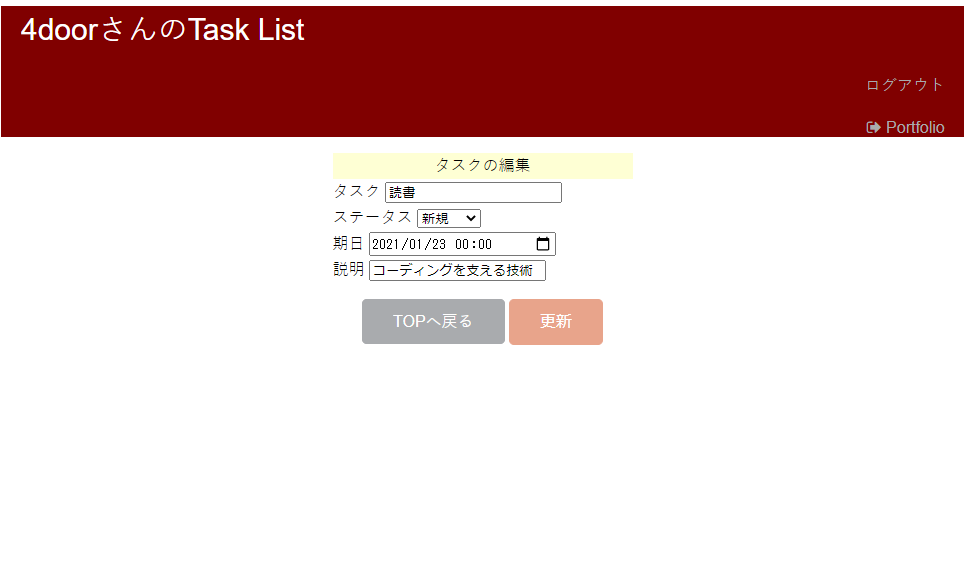 4doorさんのTask List
ログアウト
Portfolio
タスクの編集
タスク 読書
ステータス 新規
期日 2021/01/23 00:00
説明 コーディングを支える技術
TOPへ戻る 更新